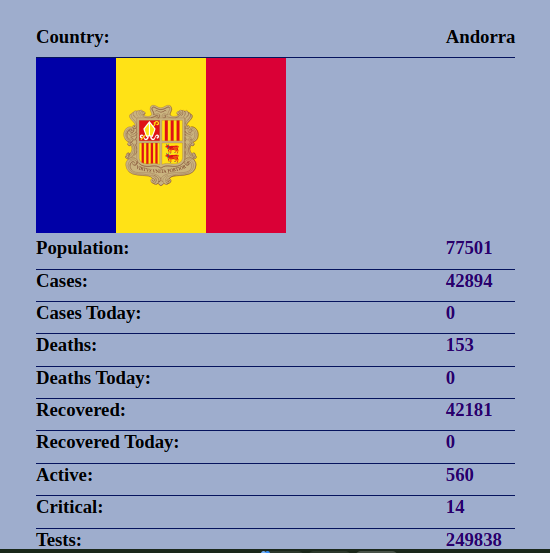 Country: Andorra
Population: 77501
Cases: 42894
Cases Today: 0
Deaths: 153
Deaths Today: 0
Recovered: 42181
Recovered Today: 0
Active: 560
Critical: 14
Tests: 249838